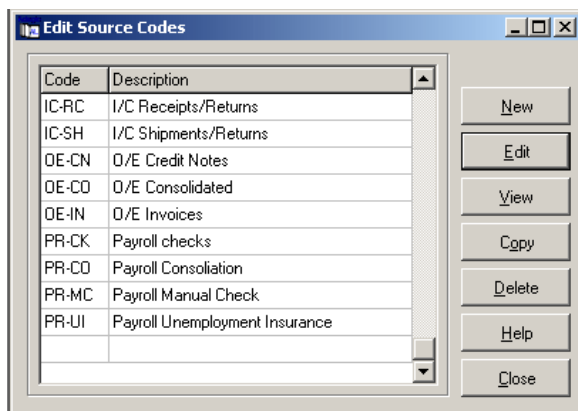 Edit Source Codes
Code Description
IC-RC I/C Receipts/Returns
IC-SH I/C Shipments/Returns
OE-CN O/E Credit Notes
OE-CO O/E Consolidated
OE-IN O/E Invoices
PR-CK Payroll checks
PR-CO Payroll Consoliation
PR-MC Payroll Manual Check
PR-UI Payroll Unemployment Insurance
New
Edit
View
Copy
Delete
Help
Close